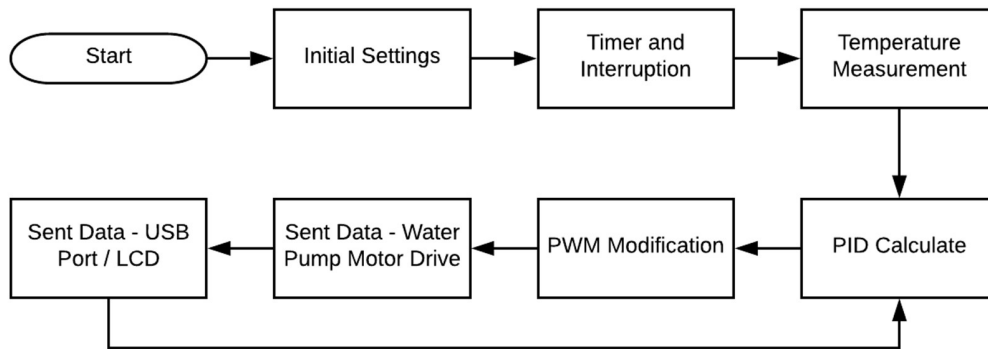 Start
Initial Settings
Timer and
Interruption
Temperature
Measurement
Sent Data - USB
Port / LCD
Sent Data - Water
Pump Motor Drive
PWM Modification
PID Calculate